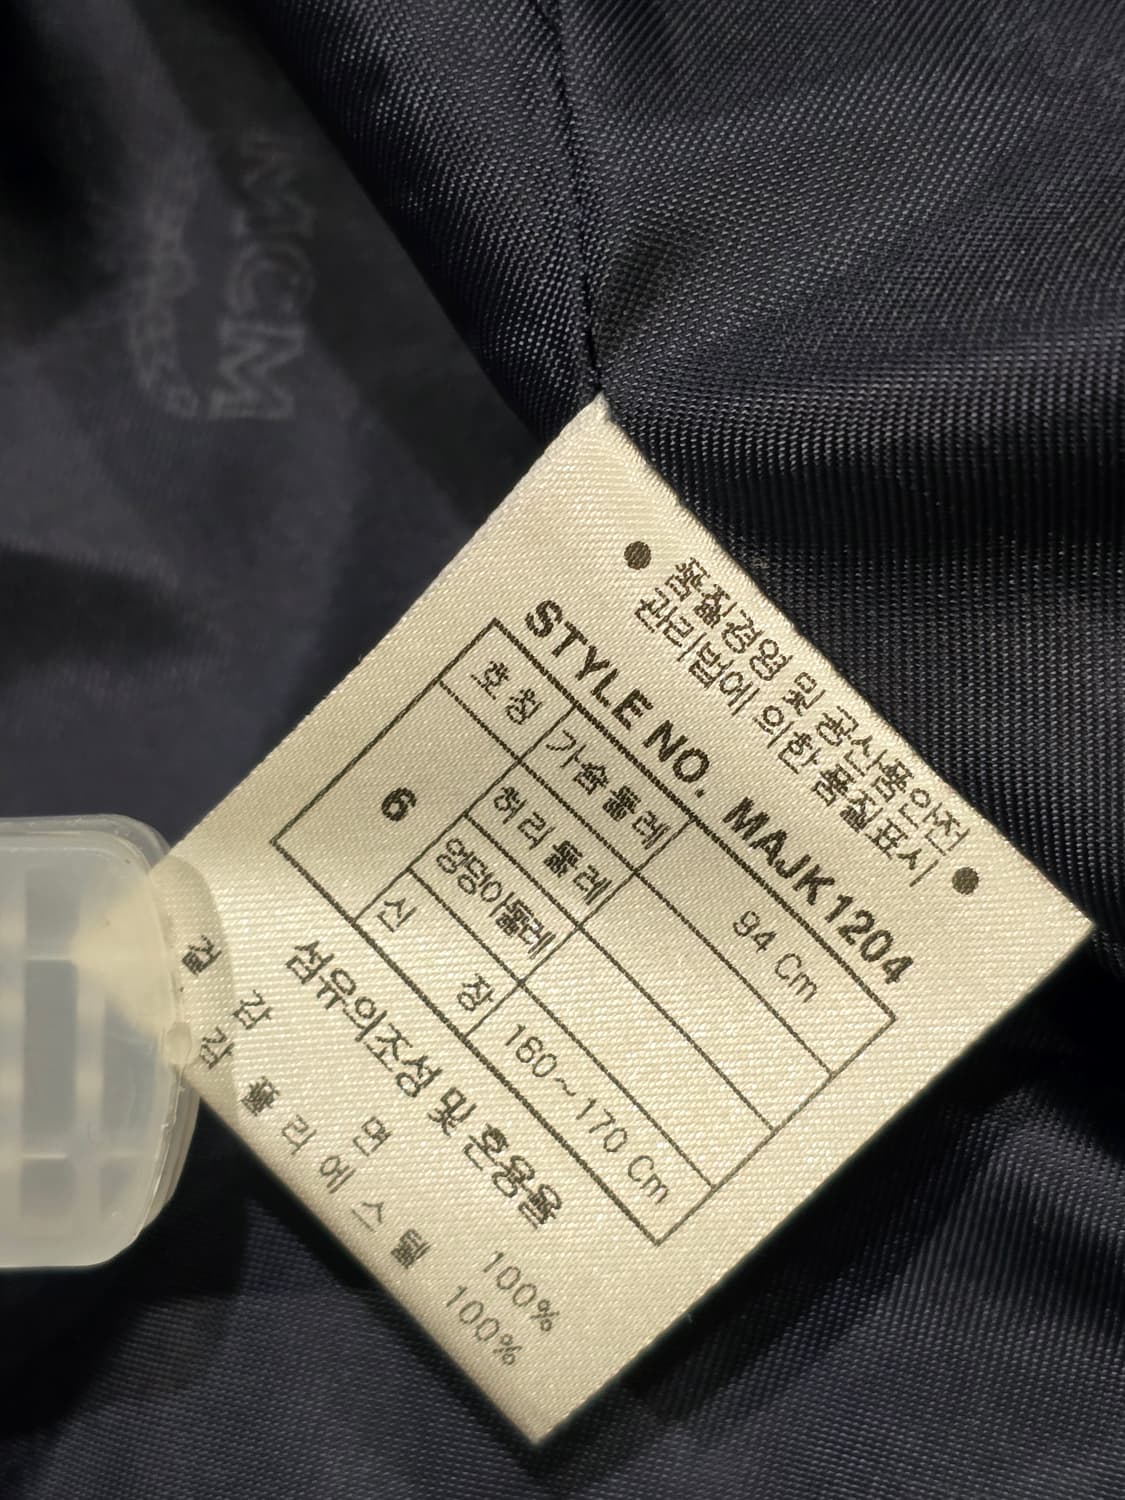 MCM
● 품질경영 및 공산품안전
관리법에 의한 품질표시 ●
STYLE NO. MAJK1204
호칭 가슴둘레 94 Cm
6 허리둘레
엉덩이둘레
신장 160~170 Cm
섬유의조성 및 혼용율
겉감 면 100%
감 폴리에스텔 100%